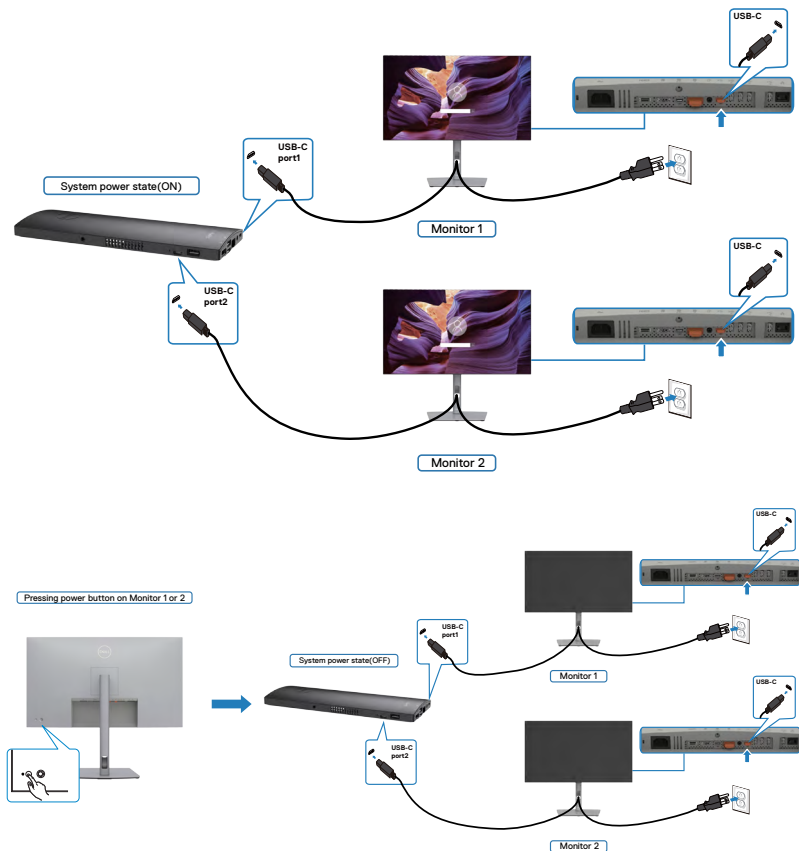 USB-C
USB-C
port1
System power state(ON)
Monitor 1
USB-C
USB-C
port2
Monitor 2
USB-C
Pressing power button on Monitor 1 or 2
USB-C
port1
System power state(OFF)
Monitor 1
USB-C
USB-C
port2
Monitor 2
DELL